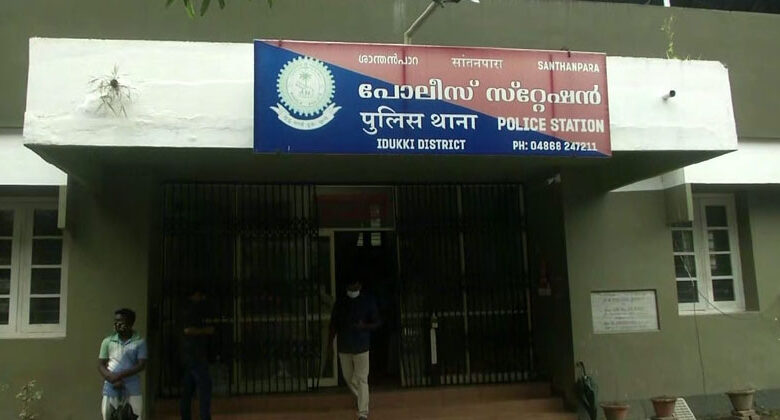 ശാന്തൻപാറ सांतनपारा SANTHANPARA
പോലീസ് സ്റ്റേഷൻ
पुलिस थाना POLICE STATION
IDUKKI DISTRICT PH: 04868 247211